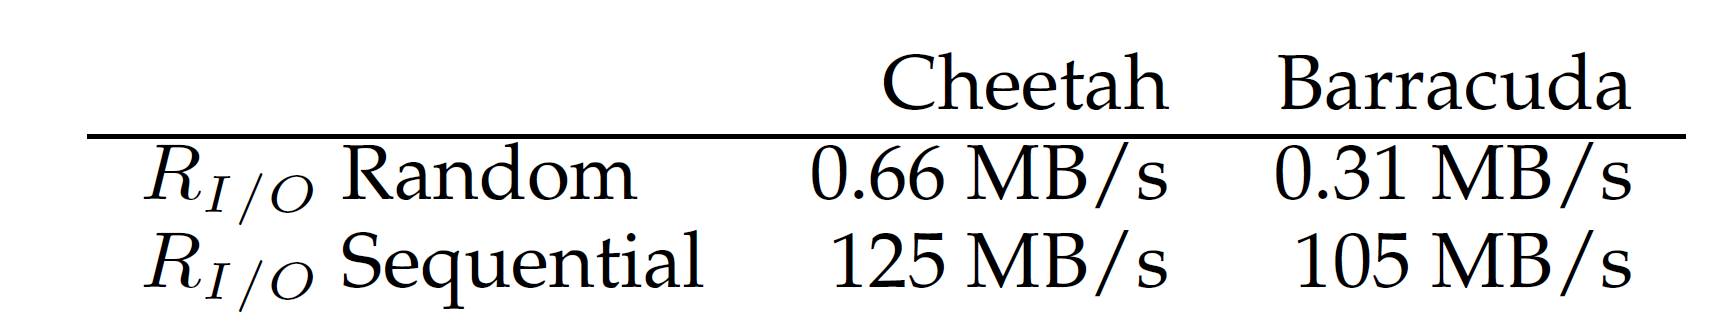 Cheetah Barracuda
R_{I/O} Random 0.66 MB/s 0.31 MB/s
R_{I/O} Sequential 125 MB/s 105 MB/s